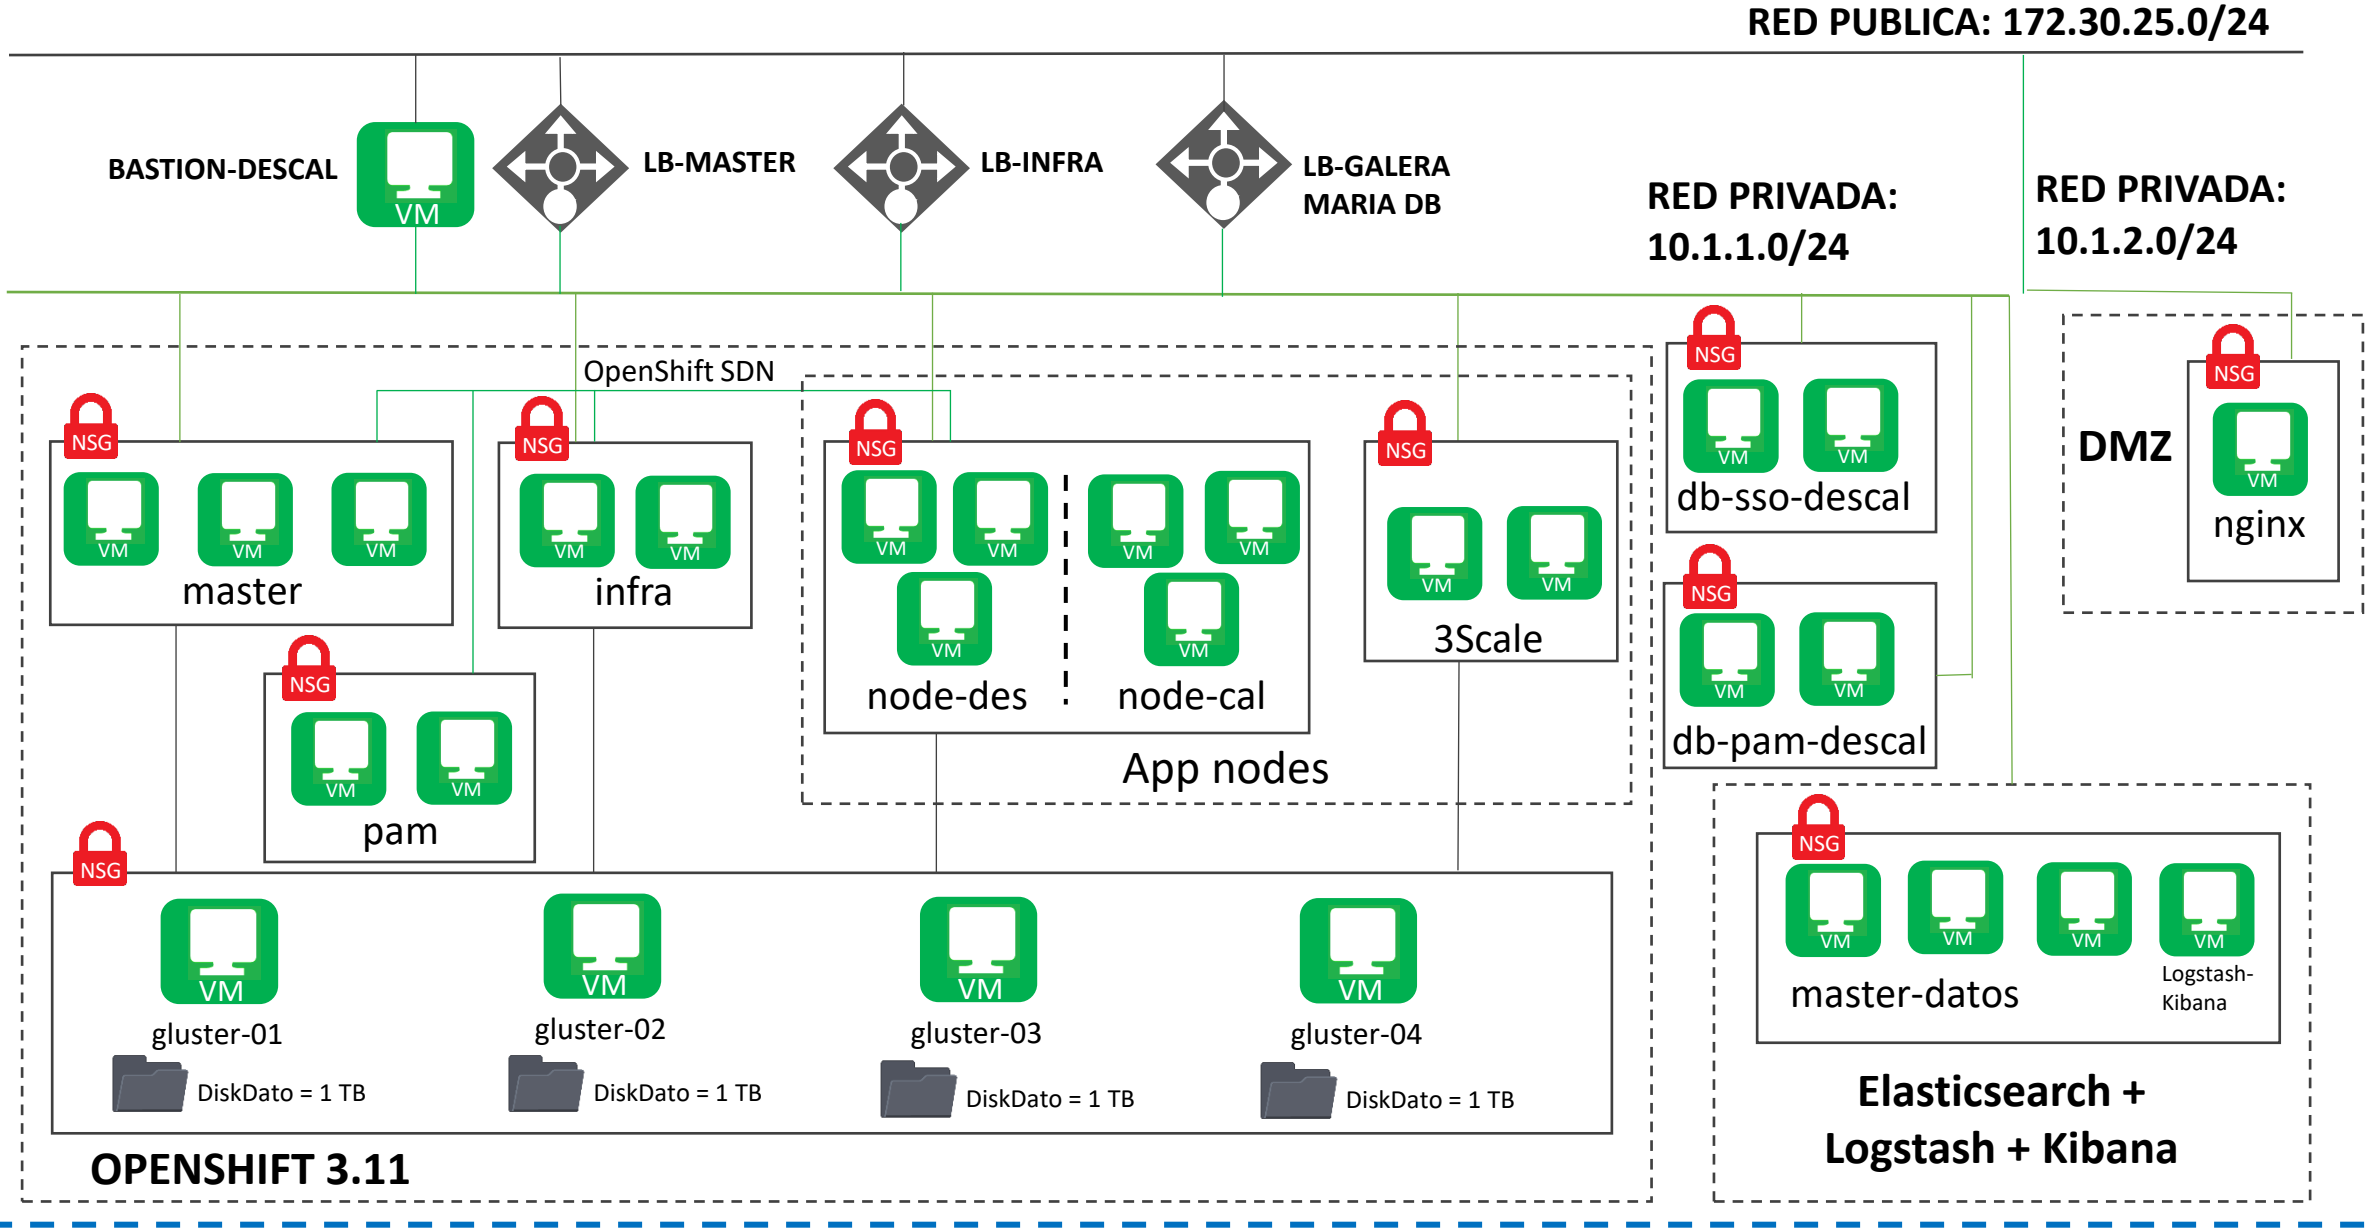 RED PUBLICA: 172.30.25.0/24
BASTION-DESCAL
VM
LB-MASTER
LB-INFRA
LB-GALERA
MARIA DB
RED PRIVADA:
10.1.1.0/24
RED PRIVADA:
10.1.2.0/24
OpenShift SDN
NSG
VM
VM
VM
master
NSG
VM
VM
infra
NSG
VM
VM
VM
node-des
VM
VM
VM
node-cal
App nodes
NSG
VM
VM
3Scale
NSG
VM
VM
pam
NSG
VM
gluster-01
DiskDato = 1 TB
VM
gluster-02
DiskDato = 1 TB
VM
gluster-03
DiskDato = 1 TB
VM
gluster-04
DiskDato = 1 TB
OPENSHIFT 3.11
NSG
VM
VM
db-sso-descal
NSG
VM
VM
db-pam-descal
DMZ
NSG
VM
nginx
NSG
VM
VM
VM
VM
master-datos
Logstash-
Kibana
Elasticsearch +
Logstash + Kibana